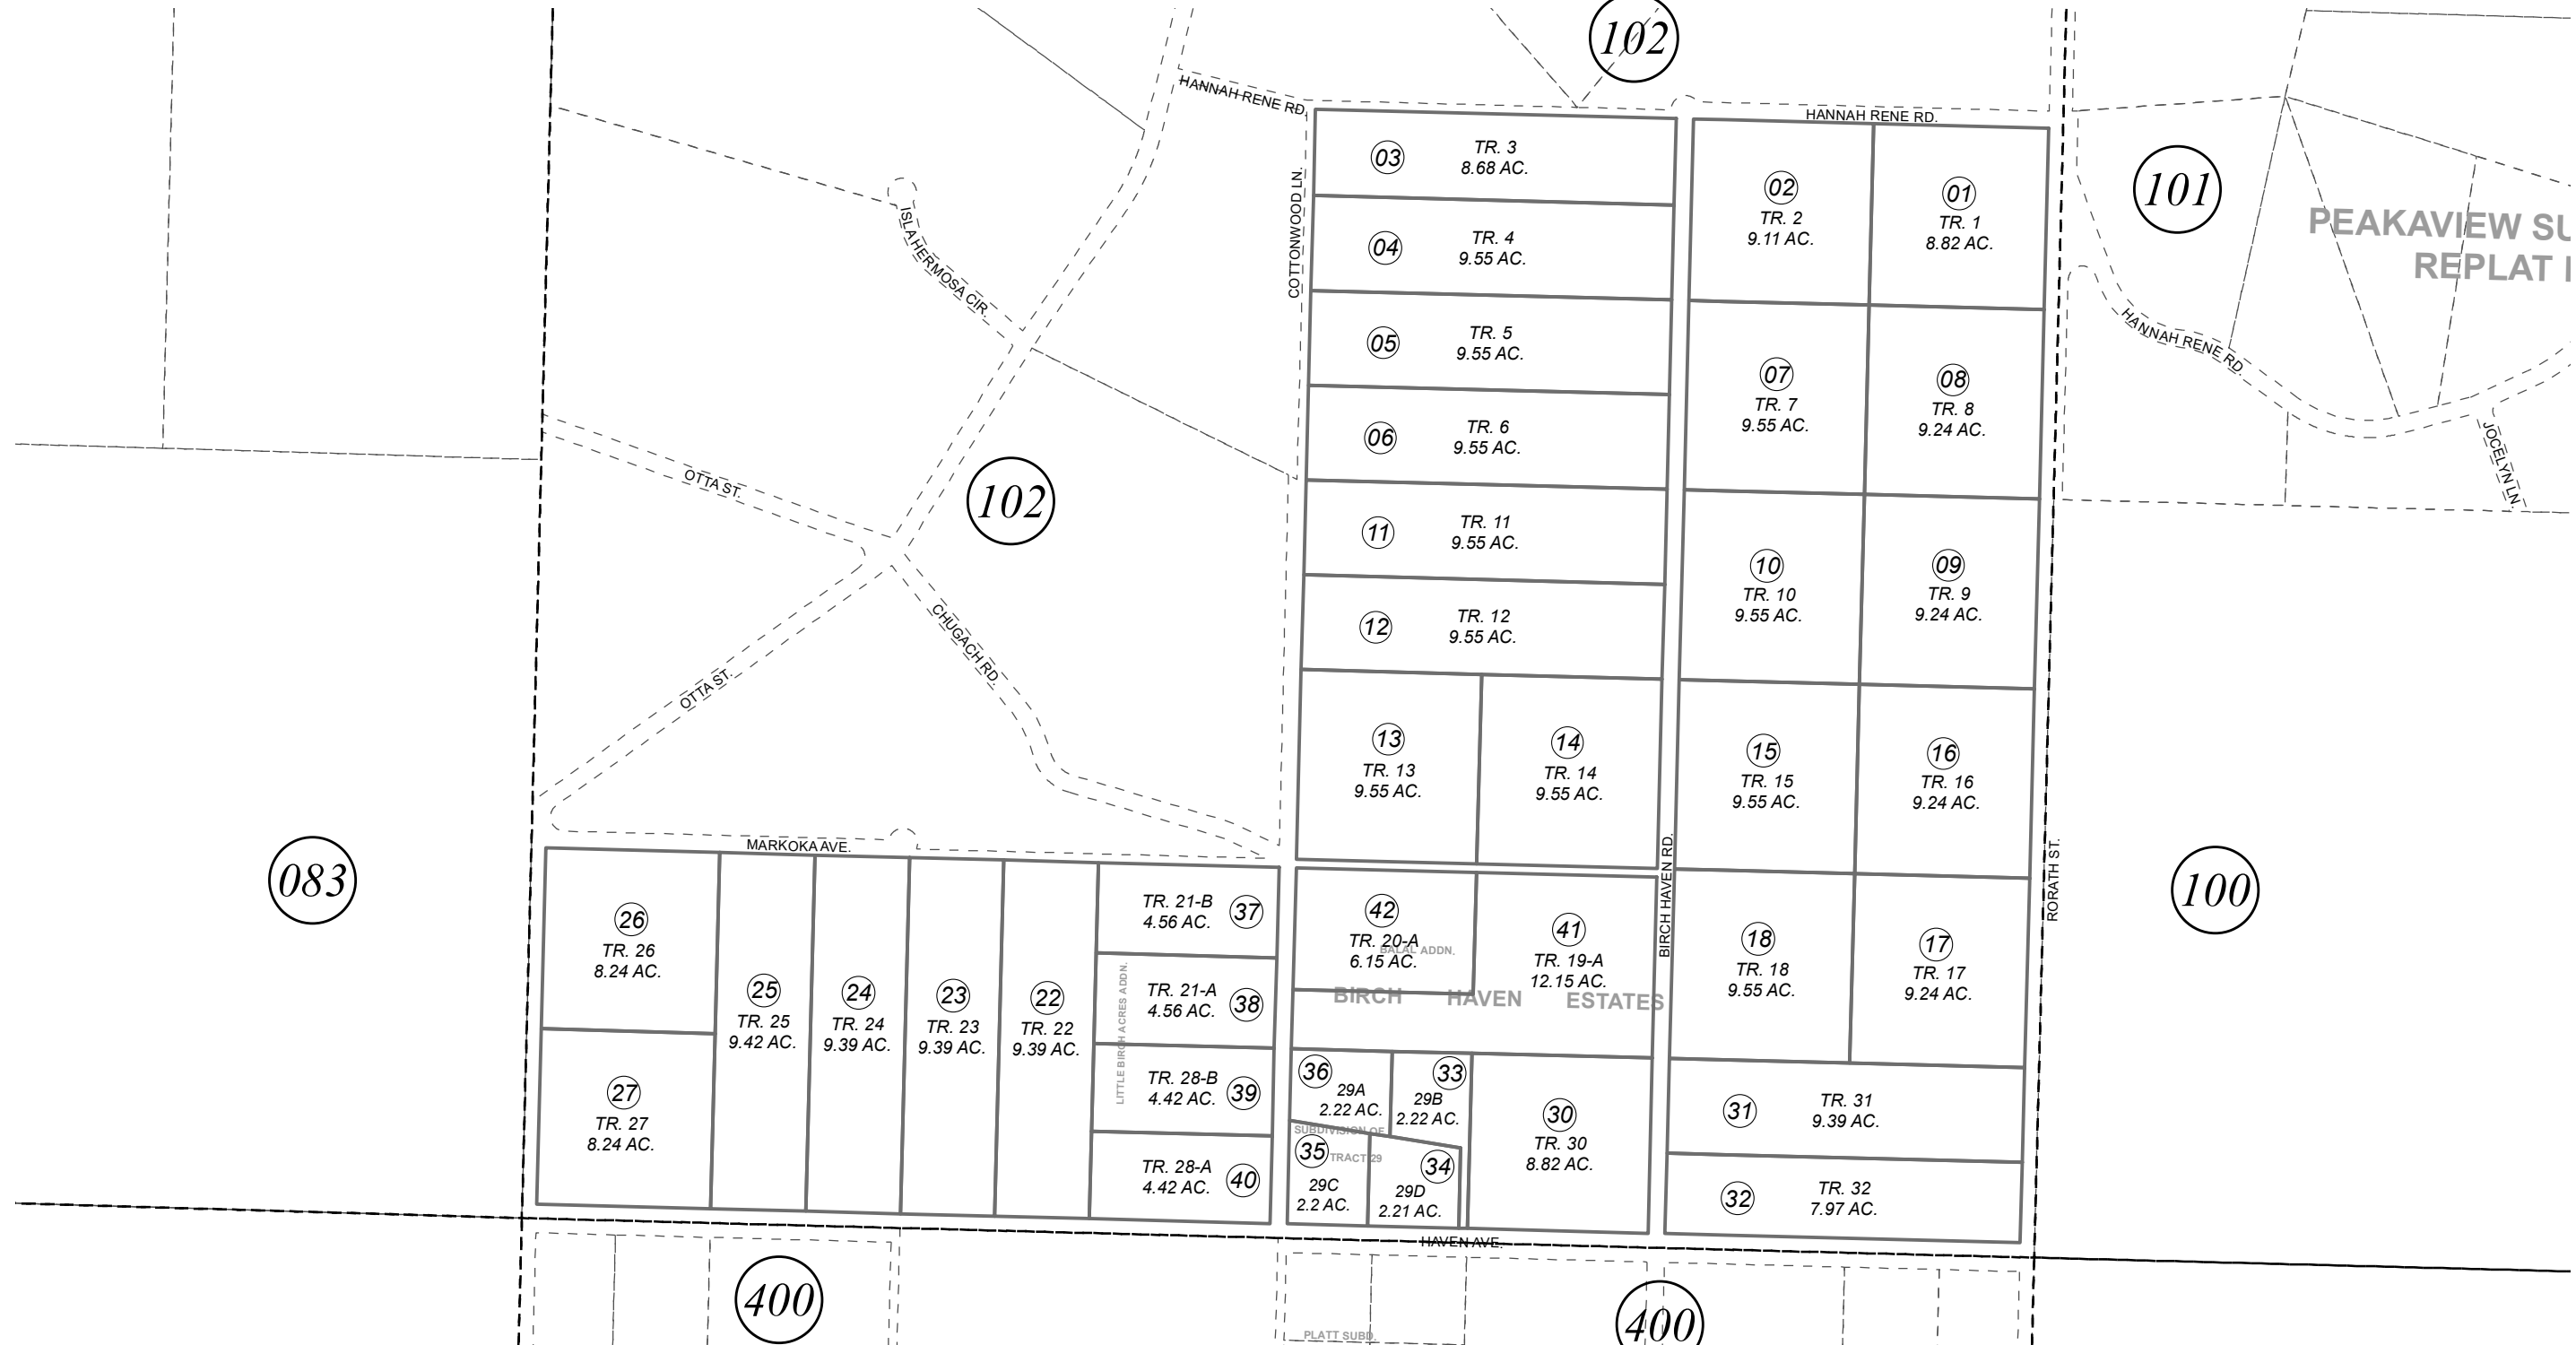 102
HANNAH RENE RD.
HANNAH RENE RD.
03
TR. 3
8.68 AC.
02
TR. 2
9.11 AC.
01
TR. 1
8.82 AC.
101
PEAKAVIEW SU
REPLAT
COTTONWOOD LN.
ISLA HERMOSA CIR.
04
TR. 4
9.55 AC.
05
TR. 5
9.55 AC.
HANNAH RENE RD.
06
TR. 6
9.55 AC.
07
TR. 7
9.55 AC.
08
TR. 8
9.24 AC.
JOCELYN LN.
OTTA ST.
102
11
TR. 11
9.55 AC.
10
TR. 10
9.55 AC.
09
TR. 9
9.24 AC.
12
TR. 12
9.55 AC.
CHUGACH RD.
OTTA ST.
13
TR. 13
9.55 AC.
14
TR. 14
9.55 AC.
15
TR. 15
9.55 AC.
16
TR. 16
9.24 AC.
MARKOKA AVE.
083
BIRCH HAVEN RD.
RORATH ST.
100
26
TR. 26
8.24 AC.
25
TR. 25
9.42 AC.
24
TR. 24
9.39 AC.
23
TR. 23
9.39 AC.
22
TR. 22
9.39 AC.
TR. 21-B
4.56 AC.
37
42
TR. 20-A
6.15 AC.
BALAL ADDN.
41
TR. 19-A
12.15 AC.
18
TR. 18
9.55 AC.
17
TR. 17
9.24 AC.
LITTLE BIRCH ACRES ADDN.
TR. 21-A
4.56 AC.
38
BIRCH HAVEN ESTATES
27
TR. 27
8.24 AC.
TR. 28-B
4.42 AC.
39
36
29A
2.22 AC.
33
29B
2.22 AC.
30
TR. 30
8.82 AC.
31
TR. 31
9.39 AC.
SUBDIVISION OF
TRACT 29
TR. 28-A
4.42 AC.
40
35
29C
2.2 AC.
34
29D
2.21 AC.
32
TR. 32
7.97 AC.
HAVEN AVE.
400
400
PLATT SUBD.